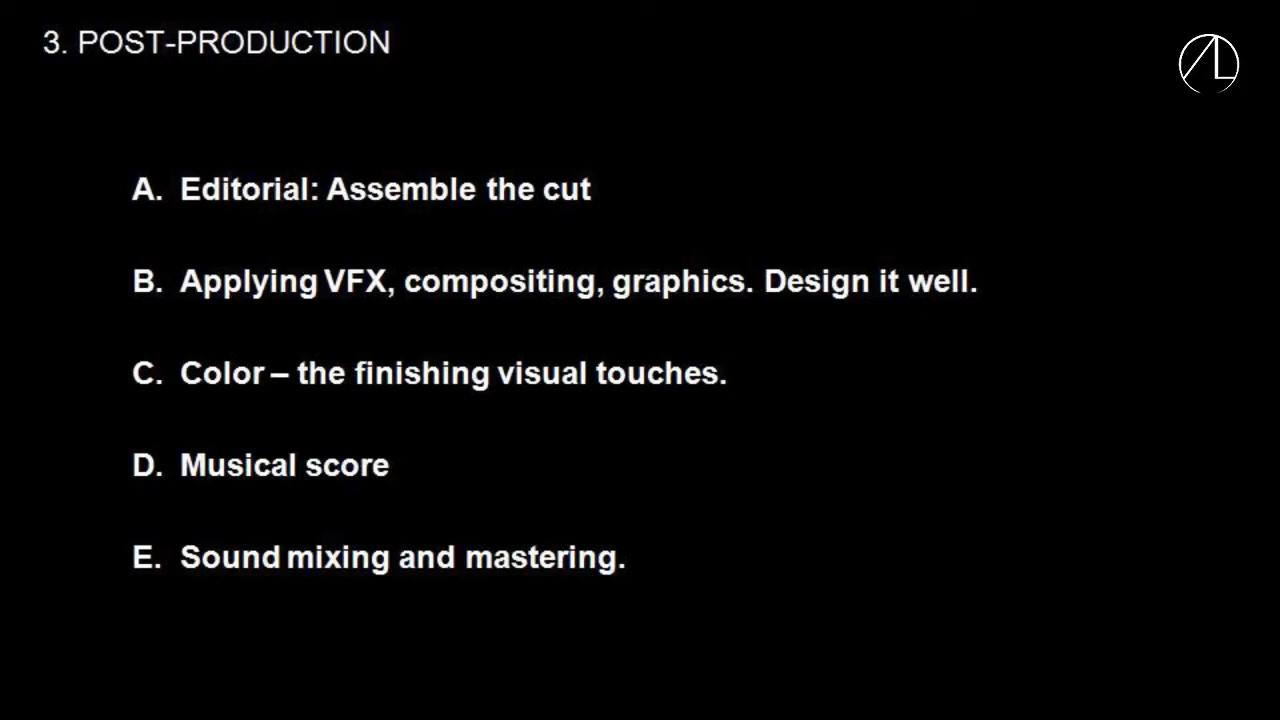 3. POST-PRODUCTION
A. Editorial: Assemble the cut
B. Applying VFX, compositing, graphics. Design it well.
C. Color – the finishing visual touches.
D. Musical score
E. Sound mixing and mastering.